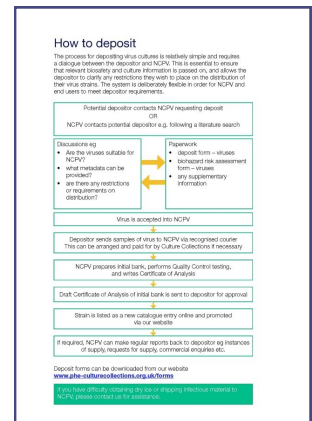 How to deposit
The process for depositing virus cultures is relatively simple and requires
a dialogue between the depositor and NCPV. This is essential to ensure
that relevant biosafety and culture information is passed on, and allows the
depositor to clarify any restrictions they wish to place on the distribution of
their virus strains. The system is deliberately flexible in order for NCPV and
end users to meet depositor requirements.
Potential depositor contacts NCPV requesting deposit
OR
NCPV contacts potential depositor e.g. following a literature search
Discussions eg
• Are the viruses suitable for
NCPV?
• what metadata can be
provided?
• are there any restrictions
or requirements on
distribution?
Paperwork
• deposit form – viruses
• biohazard risk assessment
form – viruses
• any supplementary
information
Virus is accepted into NCPV
Depositor sends samples of virus to NCPV via recognised courier
This can be arranged and paid for by Culture Collections if necessary
NCPV prepares initial bank, performs Quality Control testing,
and writes Certificate of Analysis
Draft Certificate of Analysis of initial bank is sent to depositor for approval
Strain is listed as a new catalogue entry online and promoted
via our website
If required, NCPV can make regular reports back to depositor eg instances
of supply, requests for supply, commercial enquiries etc.
Deposit forms can be downloaded from our website
www.phe-culturecollections.org.uk/forms
If you have difficulty obtaining dry ice or shipping infectious material to
NCPV, please contact us for assistance.